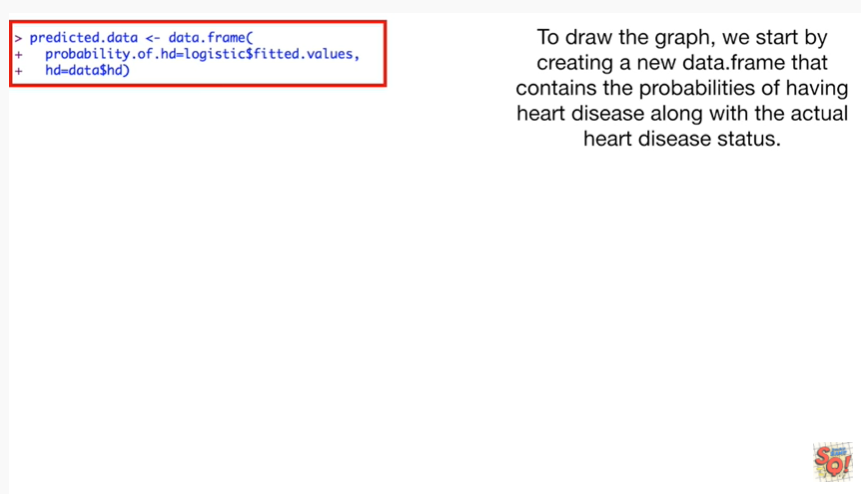 > predicted.data <- data.frame(
+ probability.of.hd=logistic$fitted.values,
+ hd=data$hd)
To draw the graph, we start by
creating a new data.frame that
contains the probabilities of having
heart disease along with the actual
heart disease status.
SQ!